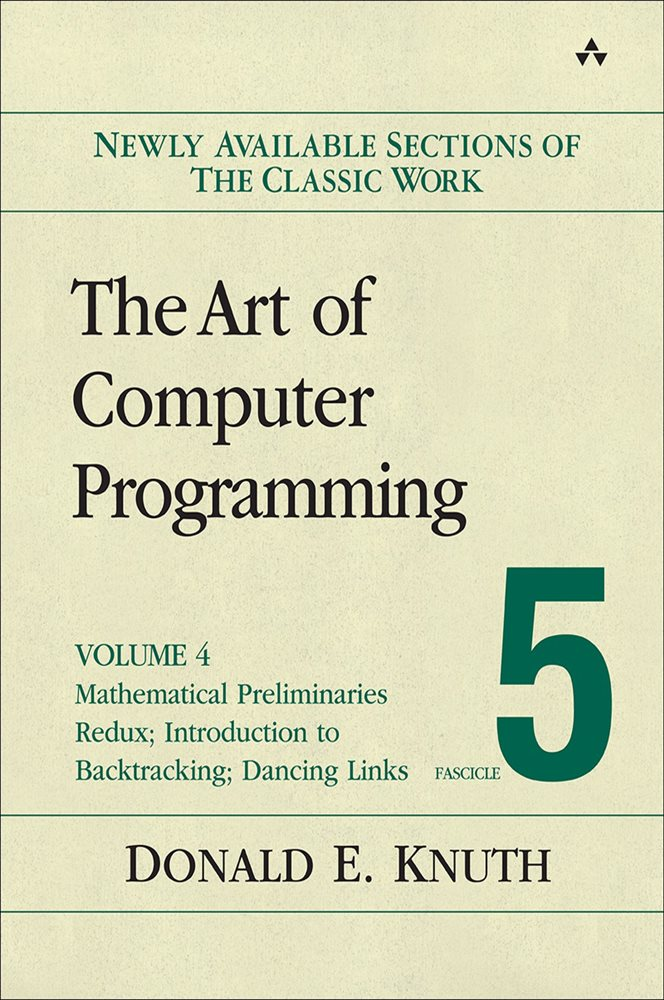 NEWLY AVAILABLE SECTIONS OF
THE CLASSIC WORK
The Art of
Computer
Programming
VOLUME 4
Mathematical Preliminaries
Redux; Introduction to
Backtracking; Dancing Links
FASCICLE 5
DONALD E. KNUTH